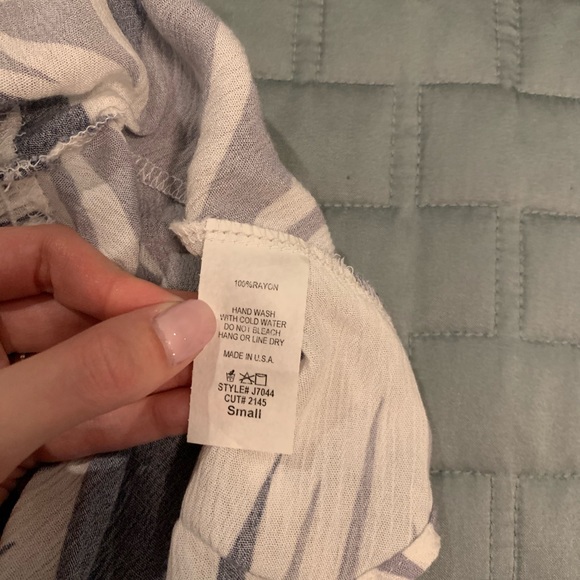 100%RAYON
HAND WASH
WITH COLD WATER
DO NOT BLEACH
HANG OR LINE DRY
MADE IN U.S.A.
STYLE# J7044
CUT# 2145
Small